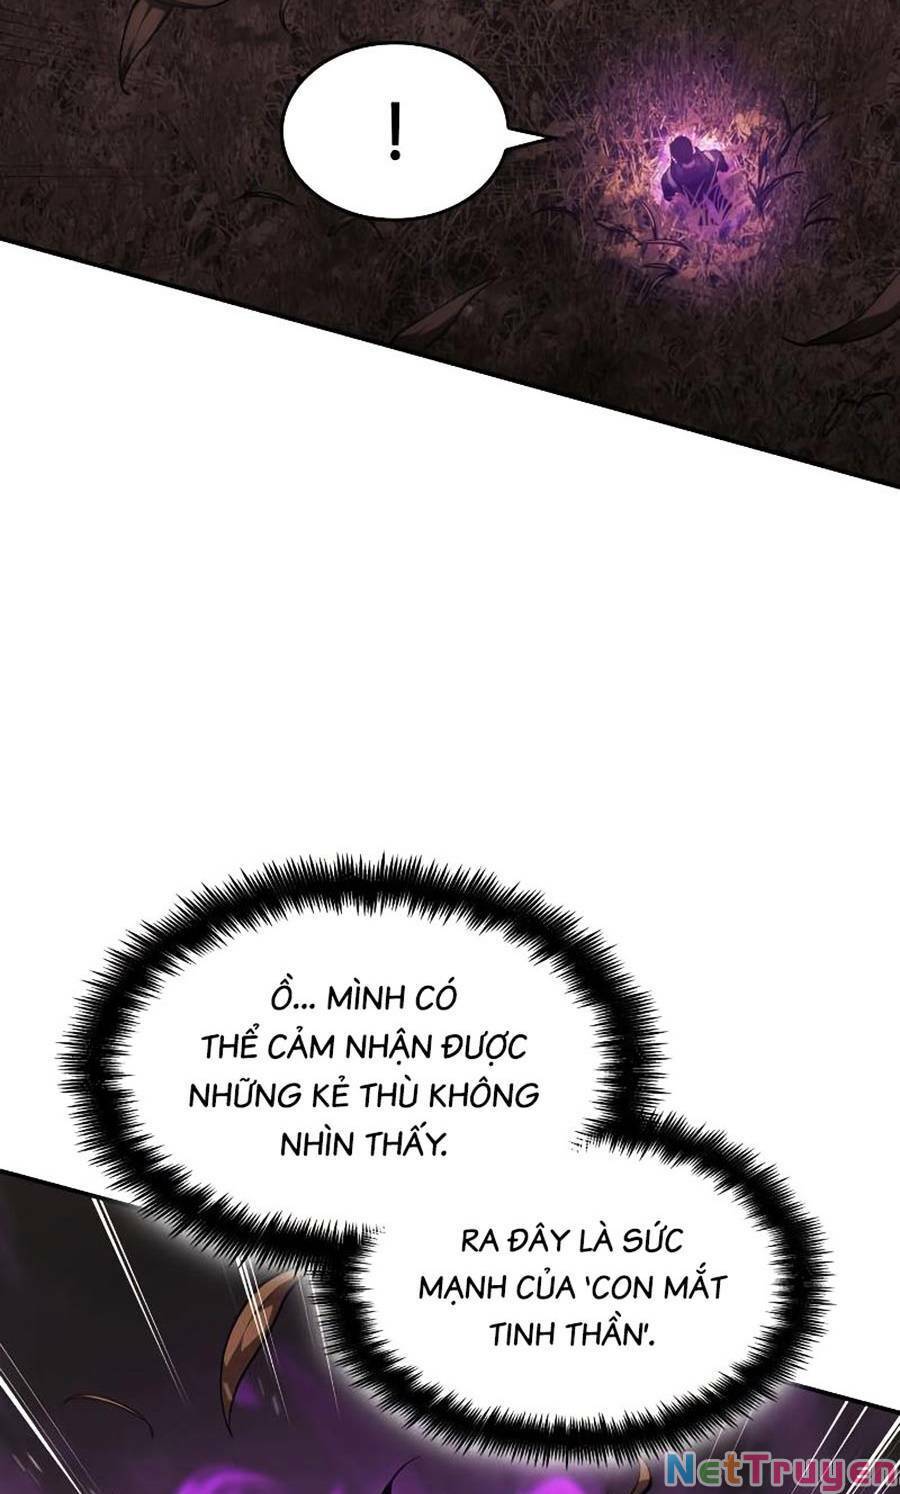 !
Ồ... MÌNH CÓ
THỂ CẢM NHẬN ĐƯỢC
NHỮNG KẺ THÙ KHÔNG
NHÌN THẤY.
RA ĐÂY LÀ SỨC
MẠNH CỦA 'CON MẮT
TINH THẦN'.
NetTruyen